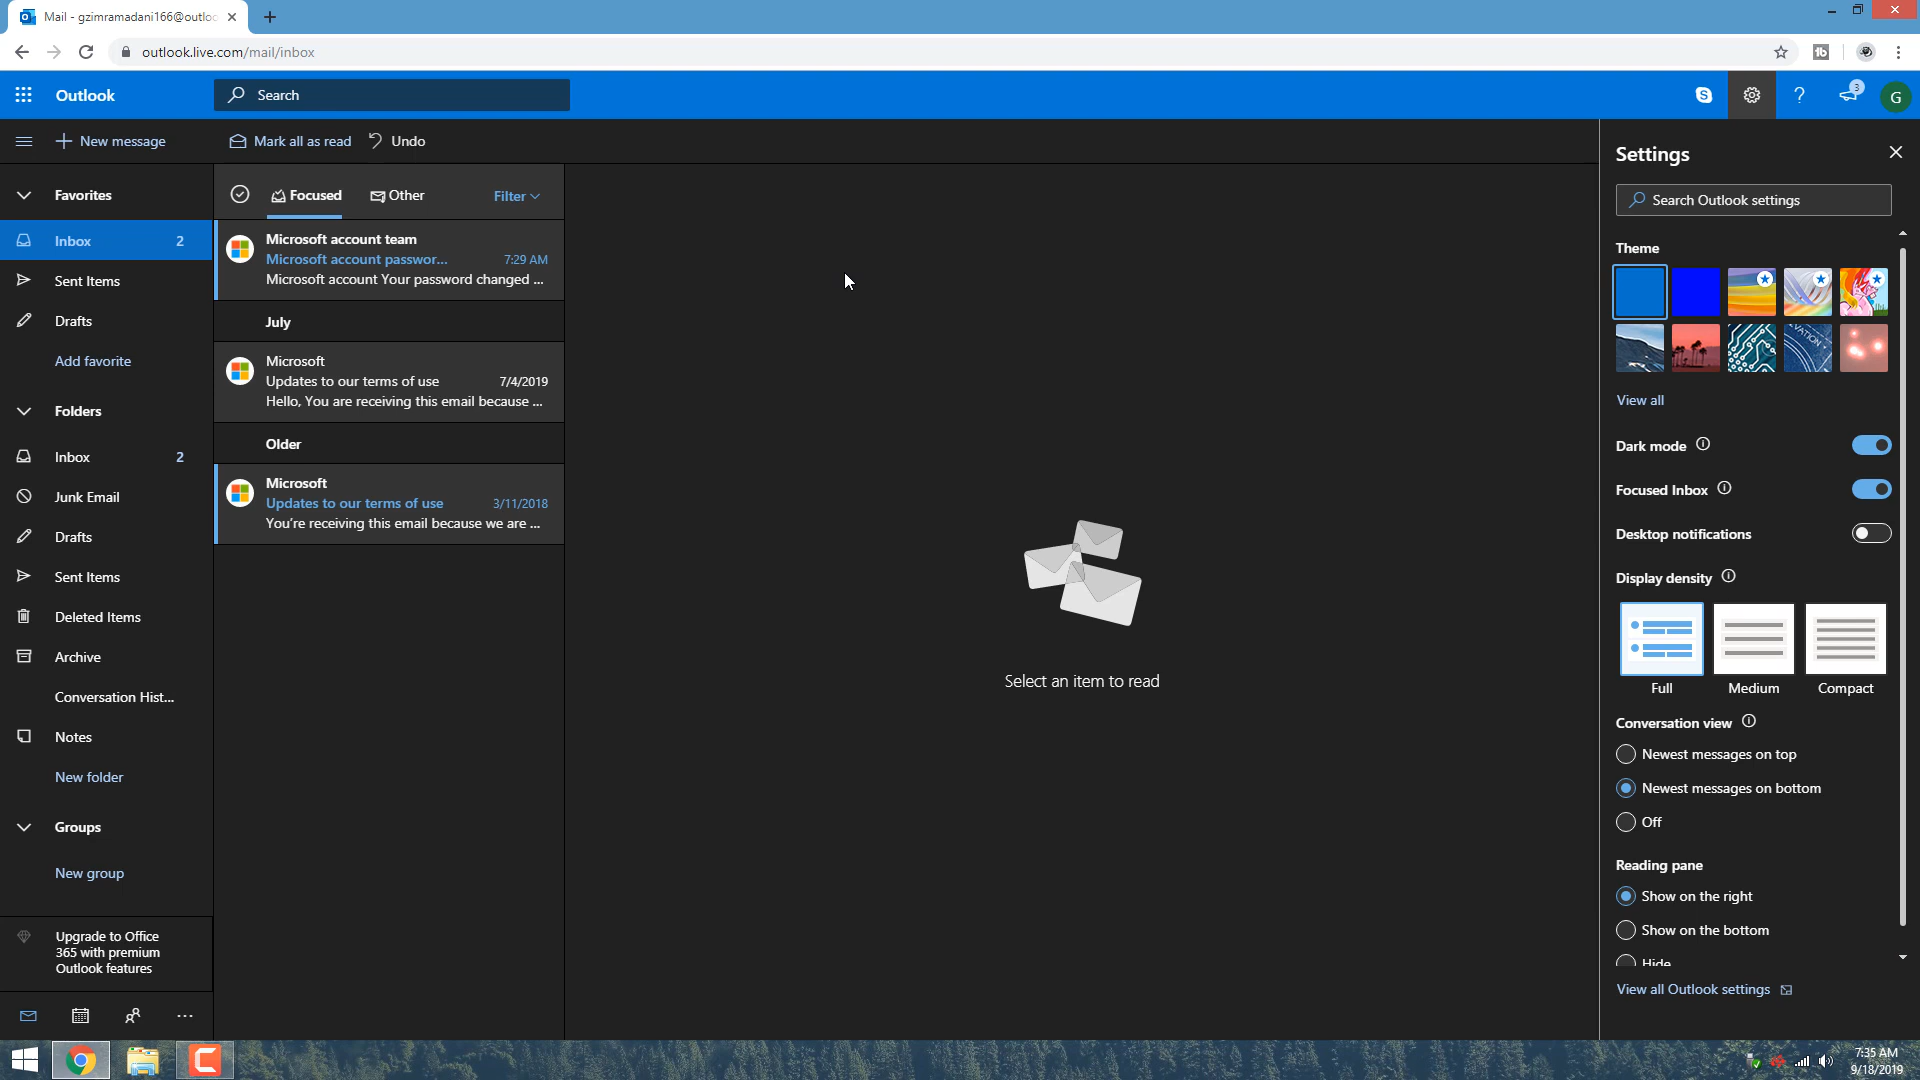 Mail - gzimramadani166@outloo
outlook.live.com/mail/inbox
Outlook
Search
3
G
New message
Mark all as read
Undo
Favorites
Inbox 2
Sent Items
Drafts
Add favorite
Folders
Inbox 2
Junk Email
Drafts
Sent Items
Deleted Items
Archive
Conversation Hist...
Notes
New folder
Groups
New group
Upgrade to Office
365 with premium
Outlook features
Focused
Other
Filter
Microsoft account team
Microsoft account passwor... 7:29 AM
Microsoft account Your password changed ...
July
Microsoft
Updates to our terms of use 7/4/2019
Hello, You are receiving this email because ...
Older
Microsoft
Updates to our terms of use 3/11/2018
You're receiving this email because we are ...
Select an item to read
Settings
Search Outlook settings
Theme
VATION
View all
Dark mode
Focused Inbox
Desktop notifications
Display density
Full
Medium
Compact
Conversation view
Newest messages on top
Newest messages on bottom
Off
Reading pane
Show on the right
Show on the bottom
Hide
View all Outlook settings
7:35 AM
9/18/2019